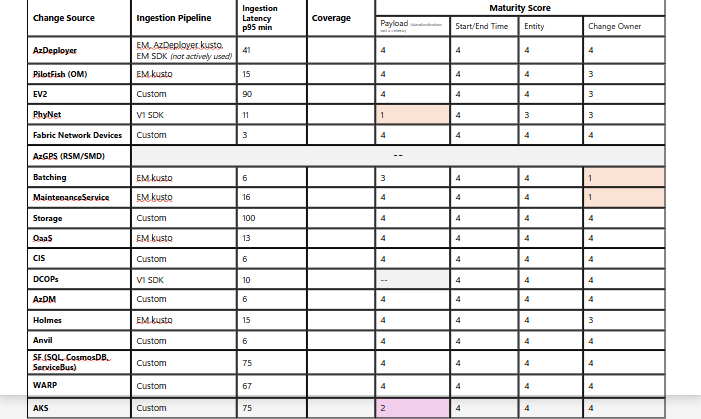 Change Source Ingestion Pipeline Ingestion Latency p95 min Coverage Maturity Score
Payload (standardization not a criteria) Start/End Time Entity Change Owner
AzDeployer EM, AzDeployer kusto, EM SDK (not actively used) 41 4 4 4 4
PilotFish (OM) EM kusto 15 4 4 4 3
EV2 Custom 90 4 4 4 3
PhyNet V1 SDK 11 1 4 3 3
Fabric Network Devices Custom 3 4 4 4 4
AzGPS (RSM/SMD) --
Batching EM kusto 6 3 4 4 1
MaintenanceService EM kusto 16 4 4 4 1
Storage Custom 100 4 4 4 4
OaaS EM kusto 13 4 4 4 4
CIS Custom 6 4 4 4 4
DCOPs V1 SDK 10 -- 4 4 4
AzDM Custom 6 4 4 4 4
Holmes EM kusto 15 4 4 4 3
Anvil Custom 6 4 4 4 4
SF (SQL, CosmosDB, ServiceBus) Custom 75 4 4 4 4
WARP Custom 67 4 4 4 4
AKS Custom 75 2 4 4 4